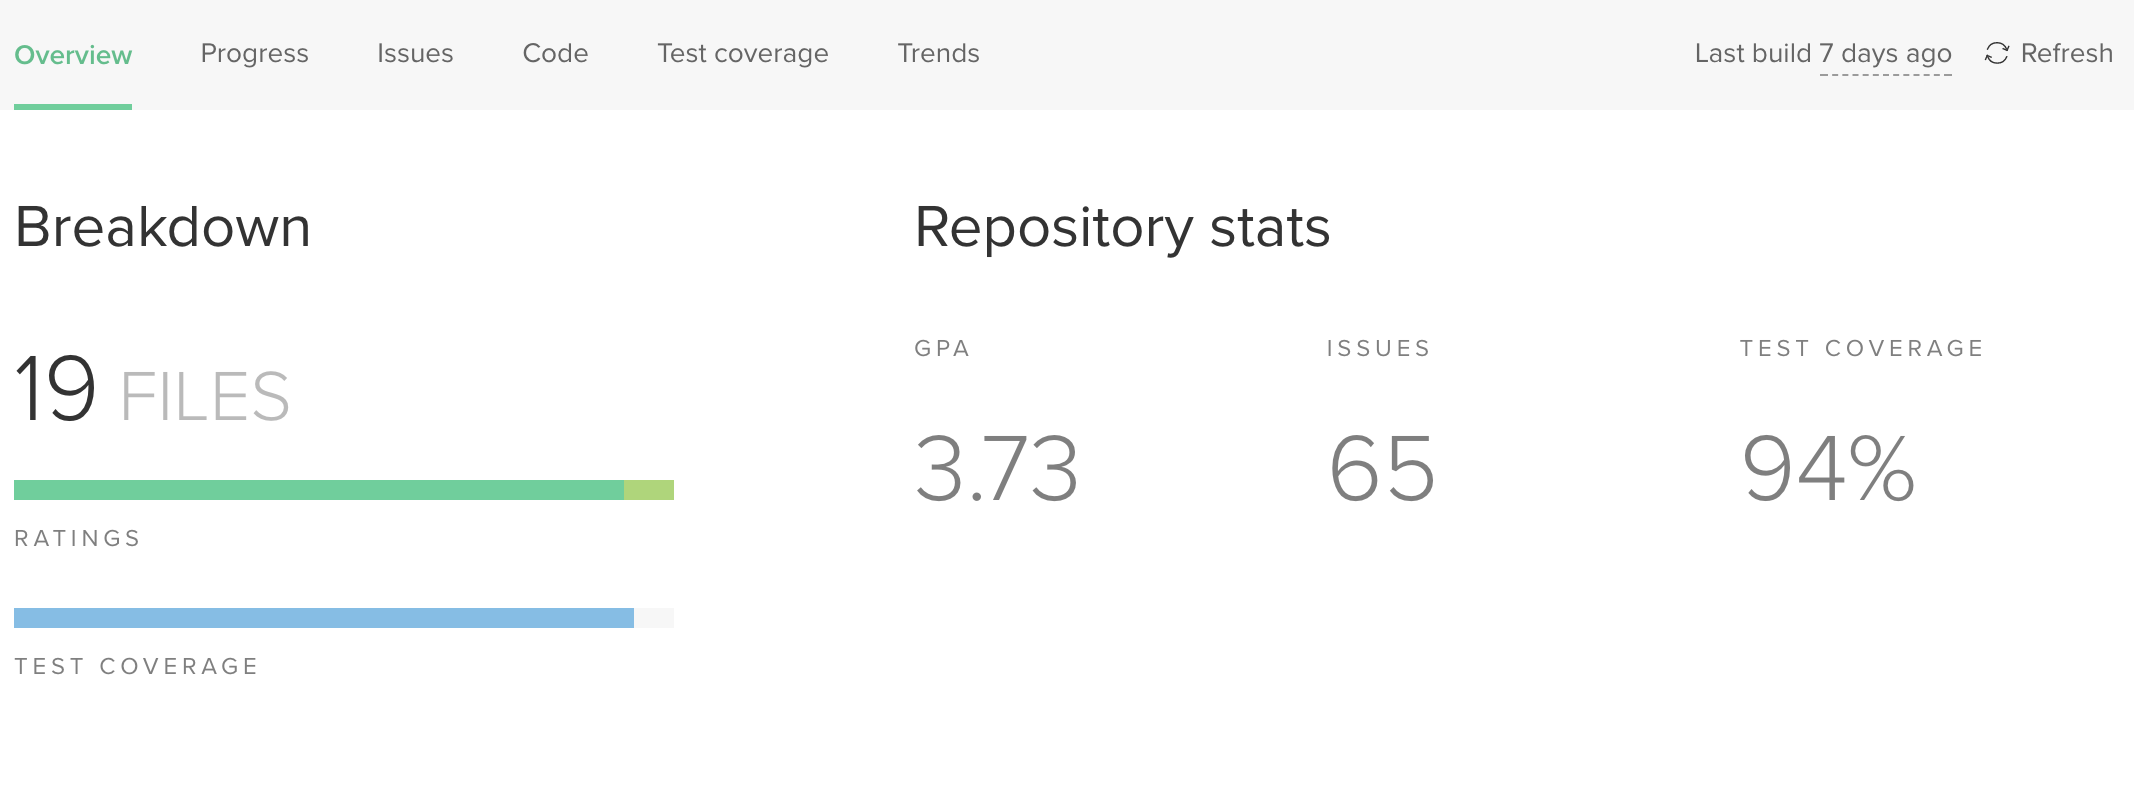 Overview Progress Issues Code Test coverage Trends Last build 7 days ago Refresh
Breakdown
19 FILES
RATINGS
TEST COVERAGE
Repository stats
GPA ISSUES TEST COVERAGE
3.73 65 94%